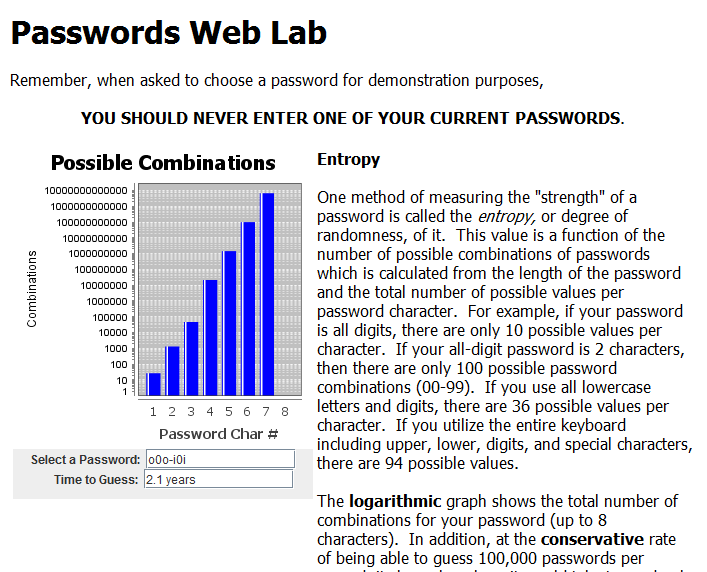 Passwords Web Lab
Remember, when asked to choose a password for demonstration purposes,
YOU SHOULD NEVER ENTER ONE OF YOUR CURRENT PASSWORDS.
Possible Combinations
10000000000000
1000000000000
100000000000
10000000000
1000000000
100000000
10000000
1000000
100000
10000
1000
100
10
1
Combinations
1 2 3 4 5 6 7 8
Password Char #
Select a Password: o0o-i0i
Time to Guess: 2.1 years
Entropy
One method of measuring the "strength" of a
password is called the entropy, or degree of
randomness, of it. This value is a function of the
number of possible combinations of passwords
which is calculated from the length of the password
and the total number of possible values per
password character. For example, if your password
is all digits, there are only 10 possible values per
character. If your all-digit password is 2 characters,
then there are only 100 possible password
combinations (00-99). If you use all lowercase
letters and digits, there are 36 possible values per
character. If you utilize the entire keyboard
including upper, lower, digits, and special characters,
there are 94 possible values.
The logarithmic graph shows the total number of
combinations for your password (up to 8
characters). In addition, at the conservative rate
of being able to guess 100,000 passwords per